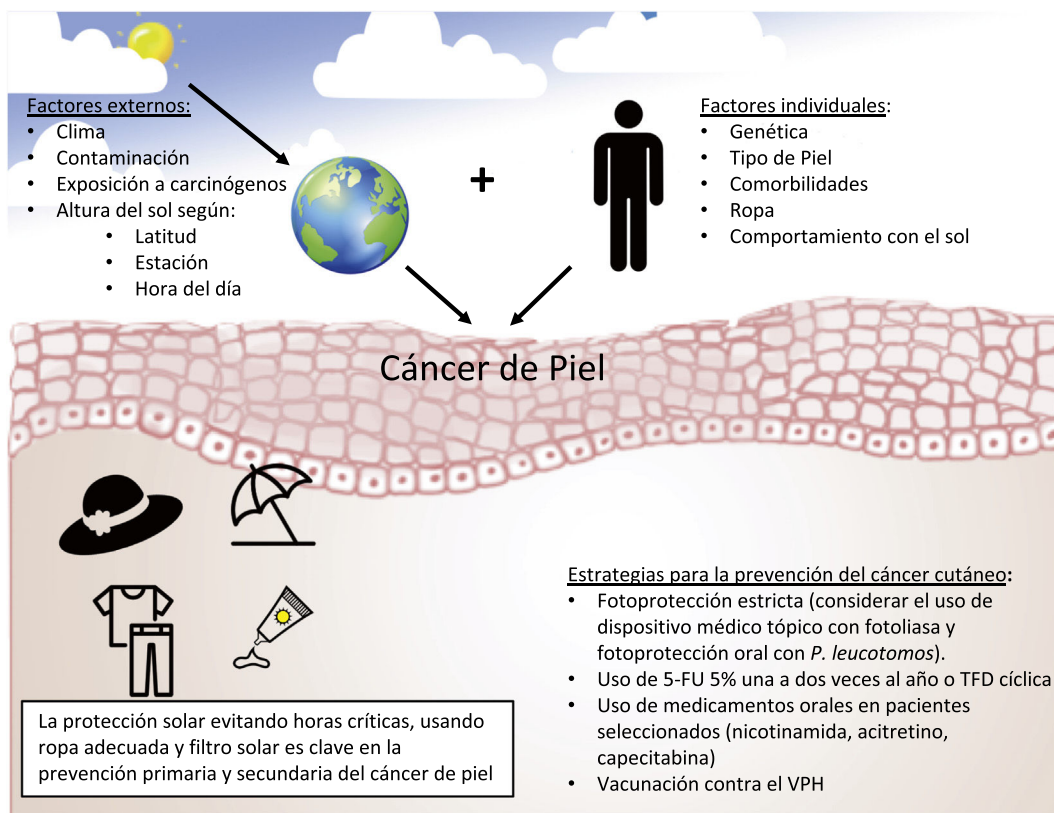 Factores externos:
• Clima
• Contaminación
• Exposición a carcinógenos
• Altura del sol según:
• Latitud
• Estación
• Hora del día
+
Factores individuales:
• Genética
• Tipo de Piel
• Comorbilidades
• Ropa
• Comportamiento con el sol
Cáncer de Piel
La protección solar evitando horas críticas, usando
ropa adecuada y filtro solar es clave en la
prevención primaria y secundaria del cáncer de piel
Estrategias para la prevención del cáncer cutáneo:
• Fotoprotección estricta (considerar el uso de
dispositivo médico tópico con fotoliasa y
fotoprotección oral con P. leucotomos).
• Uso de 5-FU 5% una a dos veces al año o TFD cíclica
• Uso de medicamentos orales en pacientes
seleccionados (nicotinamida, acitretino,
capecitabina)
• Vacunación contra el VPH